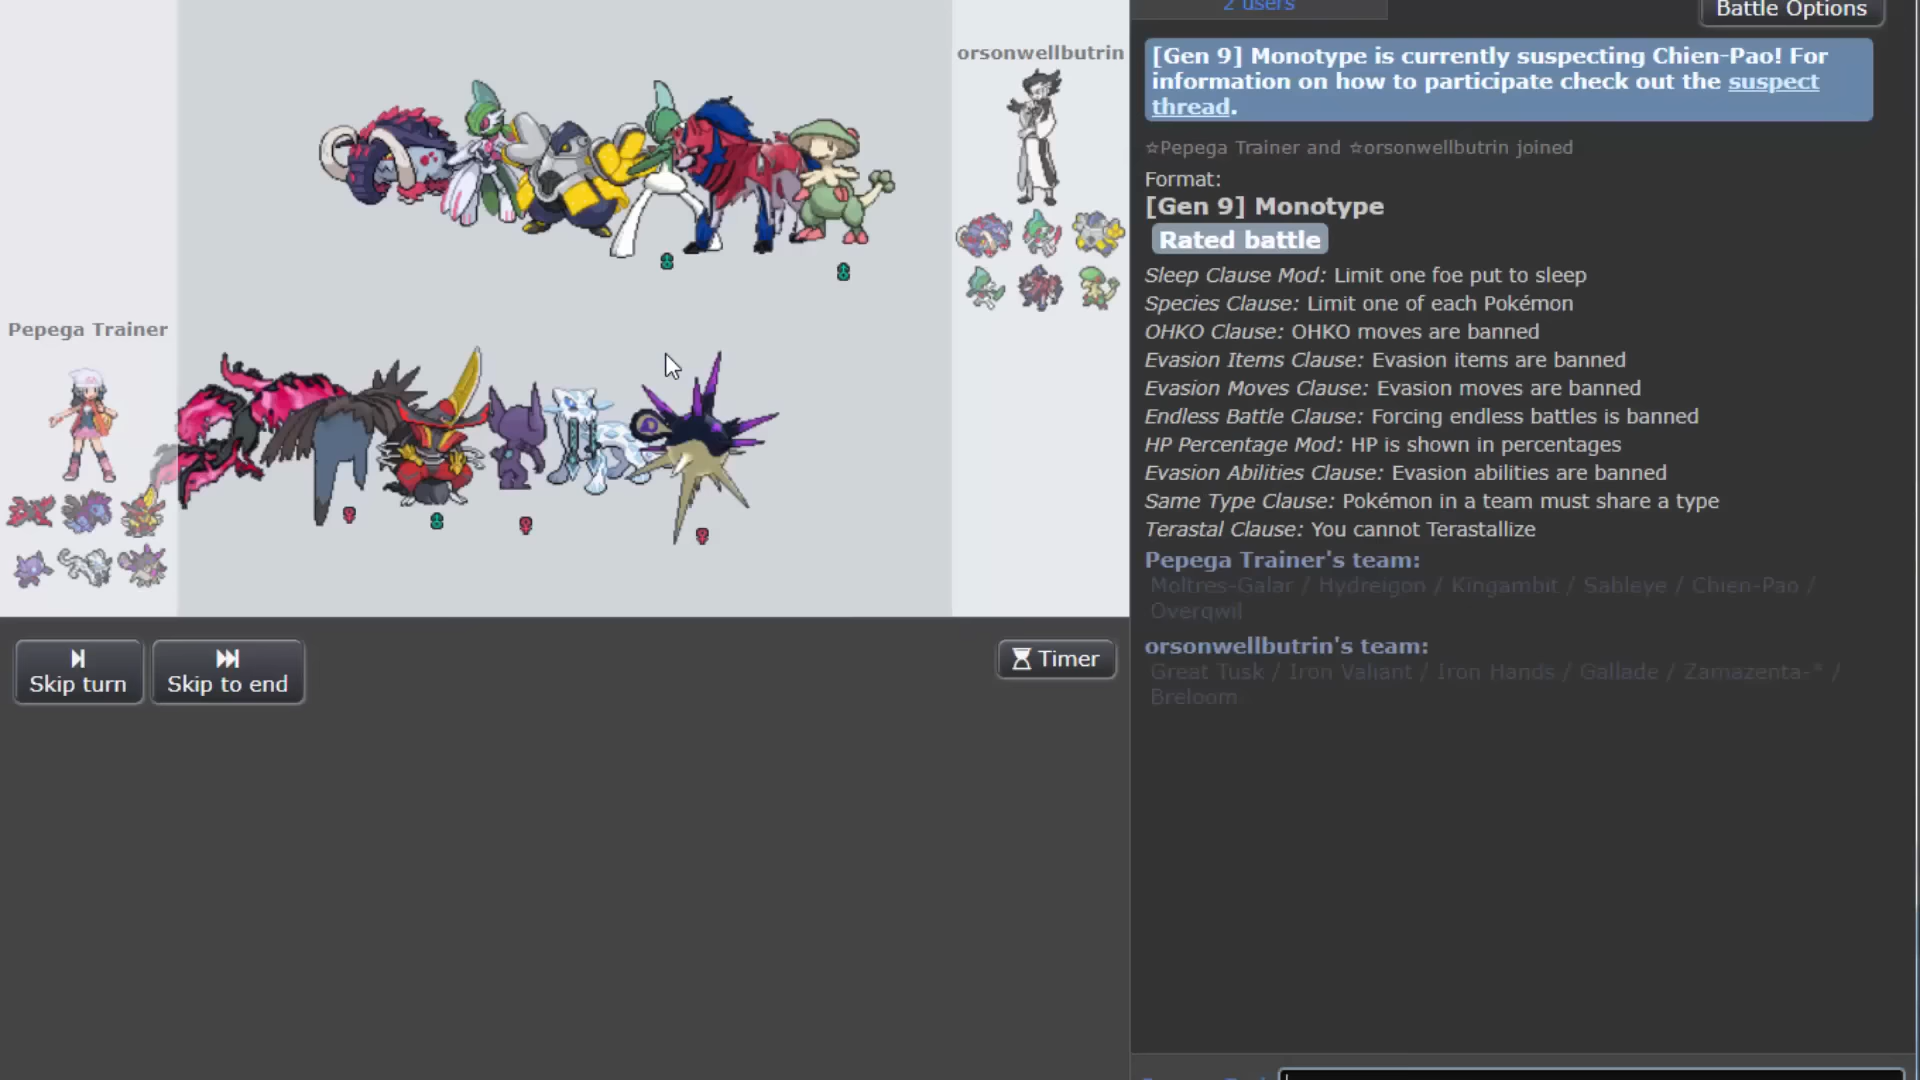 2 users
Battle Options
orsonwellbutrin
[Gen 9] Monotype is currently suspecting Chien-Pao! For
information on how to participate check out the suspect
thread.
☆Pepega Trainer and ☆orsonwellbutrin joined
Format:
[Gen 9] Monotype
Rated battle
Sleep Clause Mod: Limit one foe put to sleep
Species Clause: Limit one of each Pokémon
OHKO Clause: OHKO moves are banned
Evasion Items Clause: Evasion items are banned
Evasion Moves Clause: Evasion moves are banned
Endless Battle Clause: Forcing endless battles is banned
HP Percentage Mod: HP is shown in percentages
Evasion Abilities Clause: Evasion abilities are banned
Same Type Clause: Pokémon in a team must share a type
Terastal Clause: You cannot Terastallize
Pepega Trainer's team:
Moltres-Galar / Hydreigon / Kingambit / Sableye / Chien-Pao /
Overqwil
orsonwellbutrin's team:
Great Tusk / Iron Valiant / Iron Hands / Gallade / Zamazenta-* /
Breloom
Pepega Trainer
Skip turn
Skip to end
Timer